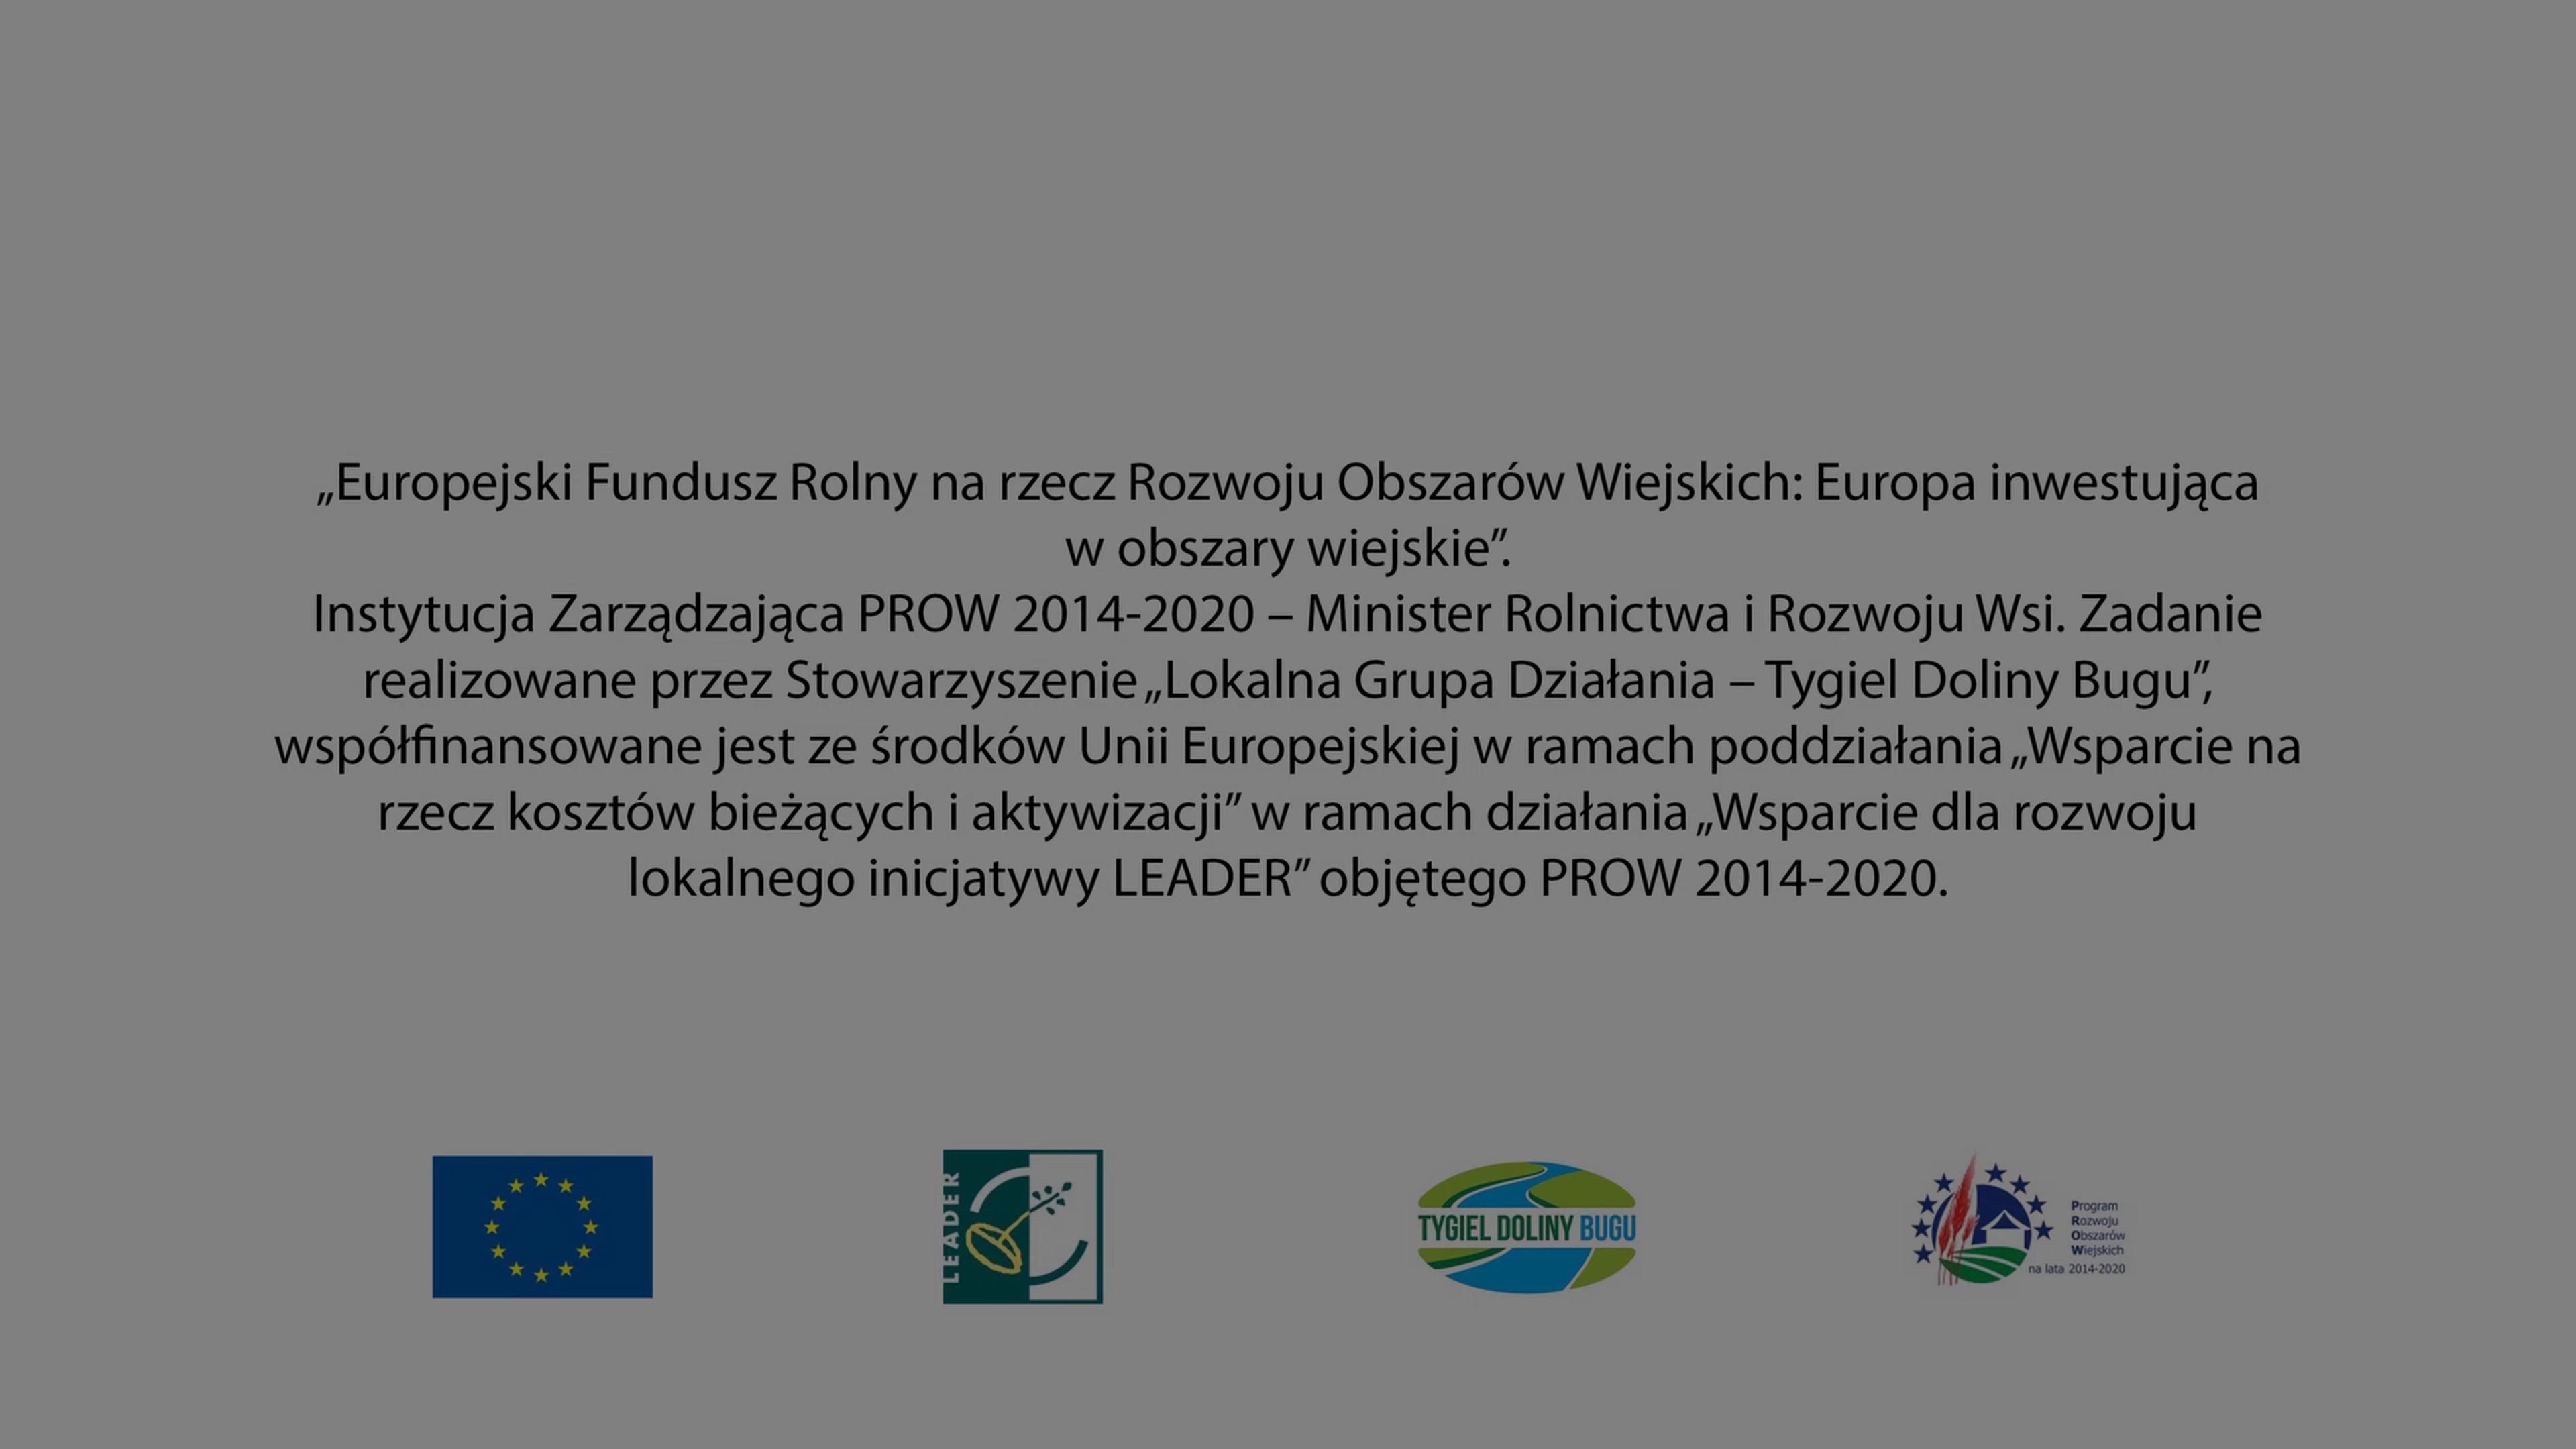 „Europejski Fundusz Rolny na rzecz Rozwoju Obszarów Wiejskich: Europa inwestująca
w obszary wiejskie”.
Instytucja Zarządzająca PROW 2014-2020 – Minister Rolnictwa i Rozwoju Wsi. Zadanie
realizowane przez Stowarzyszenie „Lokalna Grupa Działania – Tygiel Doliny Bugu”,
współfinansowane jest ze środków Unii Europejskiej w ramach poddziałania „Wsparcie na
rzecz kosztów bieżących i aktywizacji” w ramach działania „Wsparcie dla rozwoju
lokalnego inicjatywy LEADER” objętego PROW 2014-2020.
LEADER
TYGIEL DOLINY BUGU
Program
Rozwoju
Obszarów
Wiejskich
na lata 2014-2020